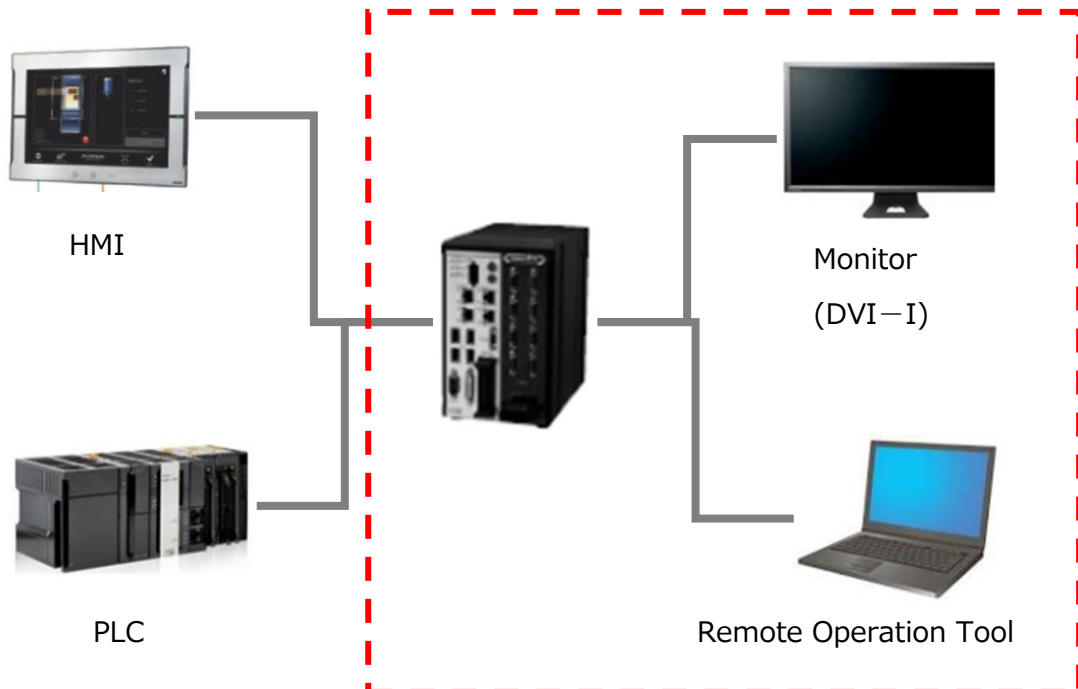 HMI
Monitor
(DVI－I)
PLC
Remote Operation Tool